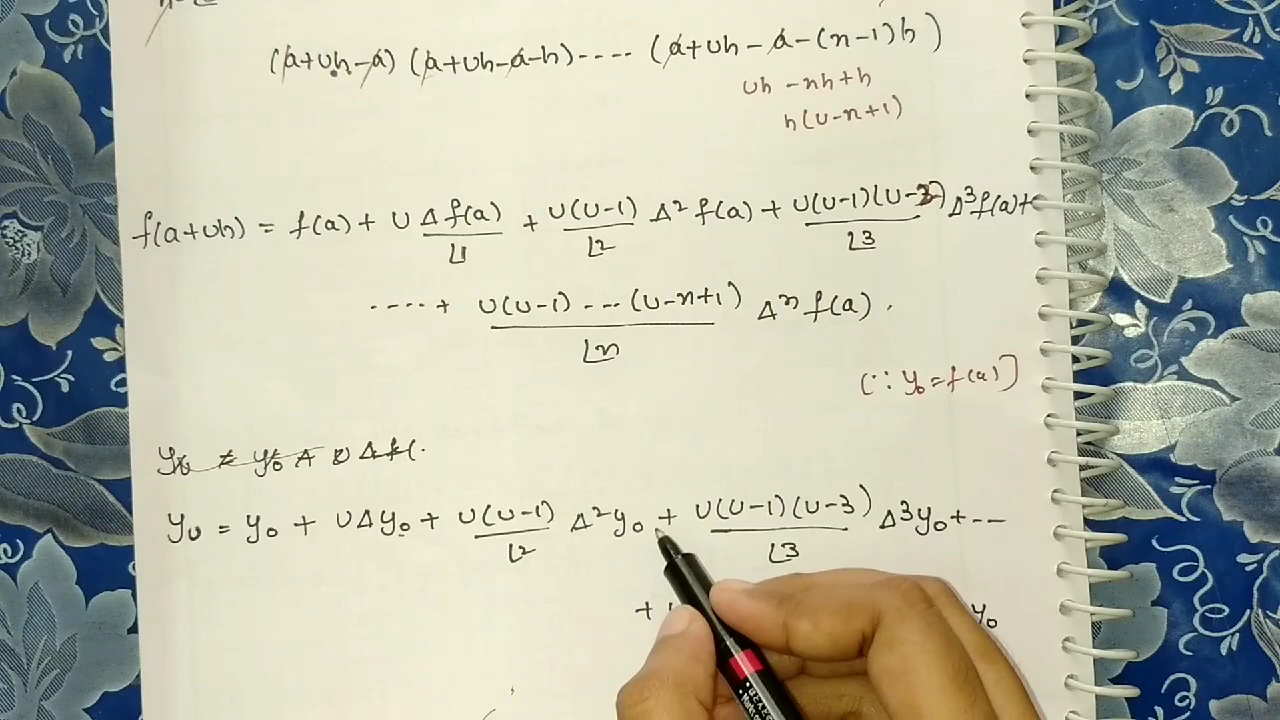 (a+uh-a) (a+uh-a-h)---- (a+uh-a-(n-1)h)
uh -nh+h
h(u-n+1)
f(a+uh) = f(a) + u Δf(a)/∟1 + u(u-1)/∟2 Δ²f(a) + u(u-1)(u-2)/∟3 Δ³f(a)+
----+ u(u-1)---(u-n+1)/∟n Δⁿf(a).
[∵ y₀=f(a)]
yᵤ = y₀ + uΔy₀ + u(u-1)/∟2 Δ²y₀ + u(u-1)(u-3)/∟3 Δ³y₀+--
+ y₀